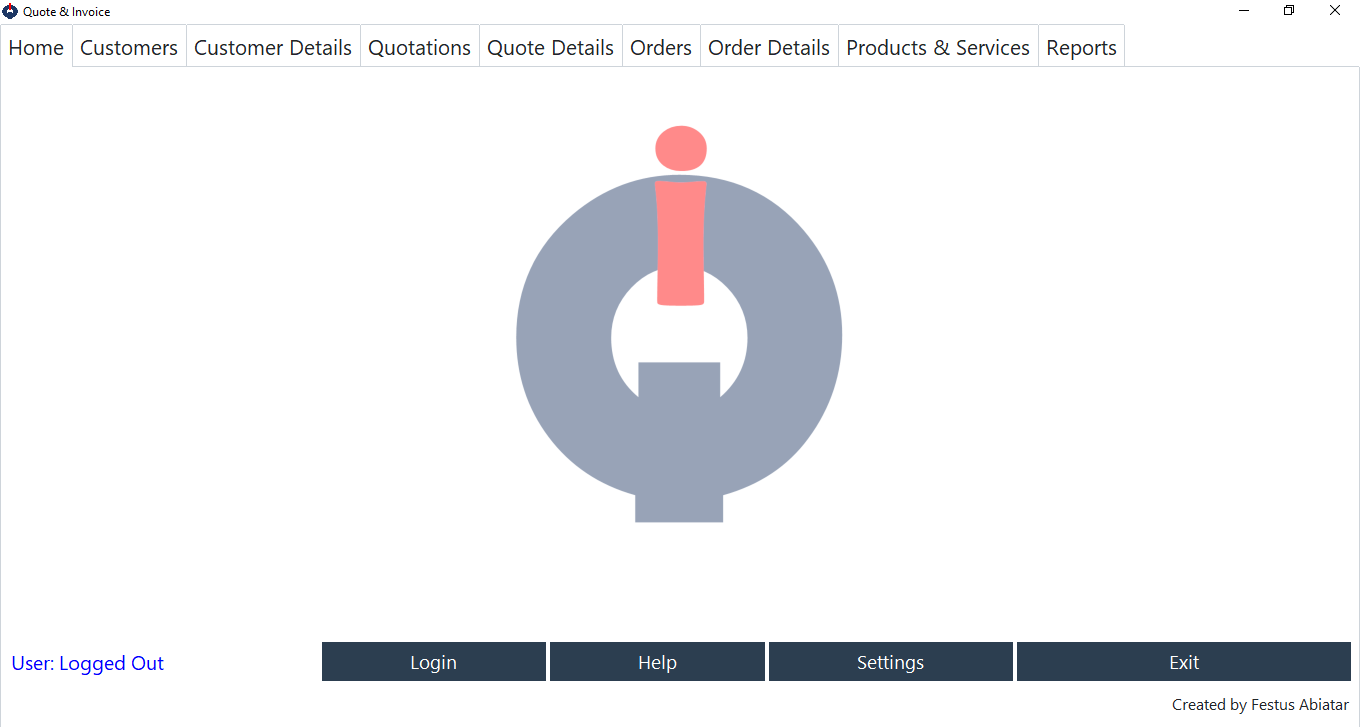 Quote & Invoice
Home Customers Customer Details Quotations Quote Details Orders Order Details Products & Services Reports
User: Logged Out Login Help Settings Exit
Created by Festus Abiatar